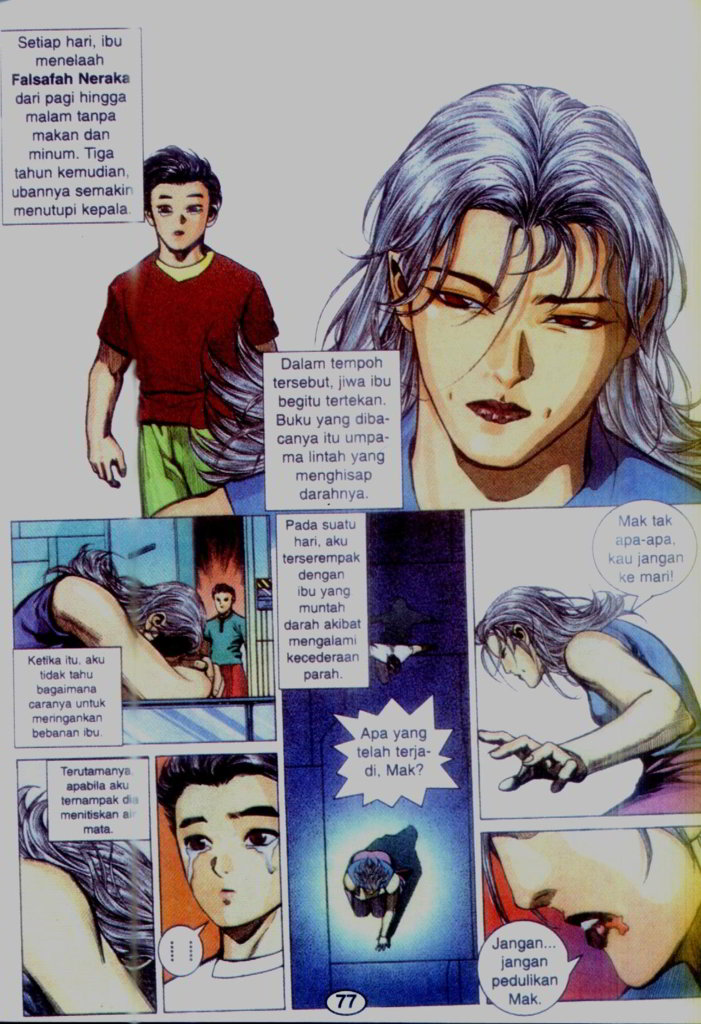 Setiap hari, ibu
menelaah
Falsafah Neraka
dari pagi hingga
malam tanpa
makan dan
minum. Tiga
tahun kemudian,
ubannya semakin
menutupi kepala.
Dalam tempoh
tersebut, jiwa ibu
begitu tertekan.
Buku yang diba-
canya itu umpa-
ma lintah yang
menghisap
darahnya.
Ketika itu, aku
tidak tahu
bagaimana
caranya untuk
meringankan
bebanan ibu.
Terutamanya
apabila aku
ternampak dia
menitiskan air
mata.
Pada suatu
hari, aku
terserempak
dengan
ibu yang
muntah
darah akibat
mengalami
kecederaan
parah.
Apa yang
telah terja-
di, Mak?
Mak tak
apa-apa,
kau jangan
ke mari!
Jangan...
jangan
pedulikan
Mak.
77